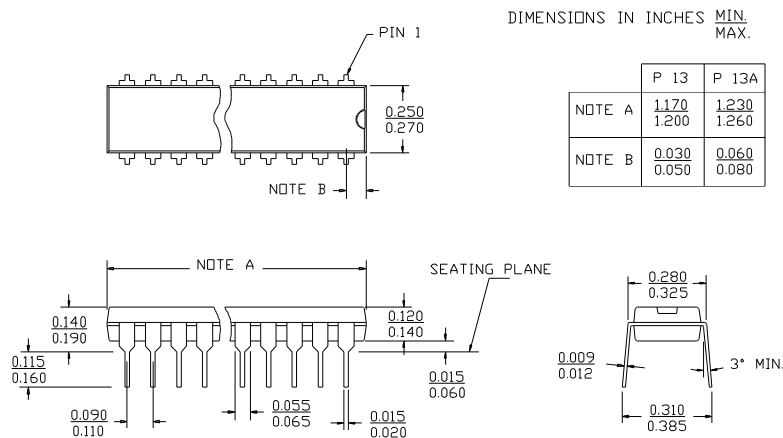 DIMENSIONS IN INCHES MIN.
MAX.
PIN 1
P 13 P 13A
NOTE A 1.170 1.230
1.200 1.260
NOTE B 0.030 0.060
0.050 0.080
0.250
0.270
NOTE B
NOTE A
SEATING PLANE
0.280
0.325
0.140
0.190
0.120
0.140
0.115
0.160
0.015
0.060
0.009
0.012
3° MIN.
0.090
0.110
0.055
0.065
0.015
0.020
0.310
0.385